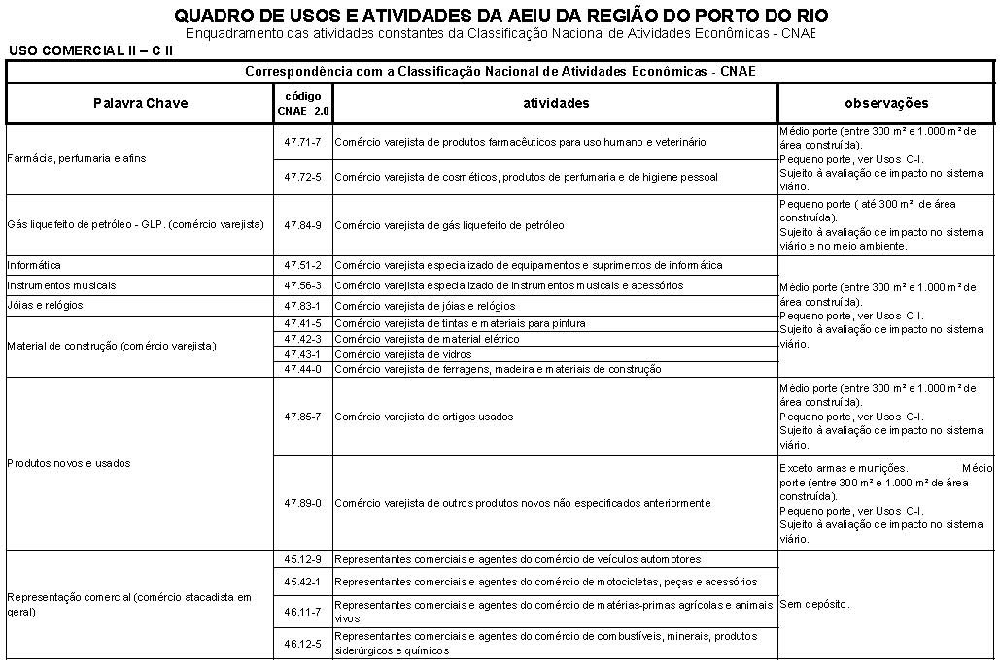 QUADRO DE USOS E ATIVIDADES DA AEIU DA REGIÃO DO PORTO DO RIO
Enquadramento das atividades constantes da Classificação Nacional de Atividades Econômicas - CNAE
USO COMERCIAL II – C II
Correspondência com a Classificação Nacional de Atividades Econômicas - CNAE
Palavra Chave
código
CNAE 2.0
atividades
observações
Farmácia, perfumaria e afins
47.71-7
Comércio varejista de produtos farmacêuticos para uso humano e veterinário
47.72-5
Comércio varejista de cosméticos, produtos de perfumaria e de higiene pessoal
Médio porte (entre 300 m² e 1.000 m² de
área construída).
Pequeno porte, ver Usos C-I.
Sujeito à avaliação de impacto no sistema
viário.
Gás liquefeito de petróleo - GLP. (comércio varejista)
47.84-9
Comércio varejista de gás liquefeito de petróleo
Pequeno porte ( até 300 m² de área
construída).
Sujeito à avaliação de impacto no sistema
viário e no meio ambiente.
Informática
47.51-2
Comércio varejista especializado de equipamentos e suprimentos de informática
Instrumentos musicais
47.56-3
Comércio varejista especializado de instrumentos musicais e acessórios
Jóias e relógios
47.83-1
Comércio varejista de jóias e relógios
Material de construção (comércio varejista)
47.41-5
Comércio varejista de tintas e materiais para pintura
47.42-3
Comércio varejista de material elétrico
47.43-1
Comércio varejista de vidros
47.44-0
Comércio varejista de ferragens, madeira e materiais de construção
Médio porte (entre 300 m² e 1.000 m² de
área construída).
Pequeno porte, ver Usos C-I.
Sujeito à avaliação de impacto no sistema
viário.
Produtos novos e usados
47.85-7
Comércio varejista de artigos usados
Médio porte (entre 300 m² e 1.000 m² de
área construída).
Pequeno porte, ver Usos C-I.
Sujeito à avaliação de impacto no sistema
viário.
47.89-0
Comércio varejista de outros produtos novos não especificados anteriormente
Exceto armas e munições. Médio
porte (entre 300 m² e 1.000 m² de área
construída).
Pequeno porte, ver Usos C-I.
Sujeito à avaliação de impacto no sistema
viário.
Representação comercial (comércio atacadista em
geral)
45.12-9
Representantes comerciais e agentes do comércio de veículos automotores
45.42-1
Representantes comerciais e agentes do comércio de motocicletas, peças e acessórios
46.11-7
Representantes comerciais e agentes do comércio de matérias-primas agrícolas e animais
vivos
46.12-5
Representantes comerciais e agentes do comércio de combustíveis, minerais, produtos
siderúrgicos e químicos
Sem depósito.